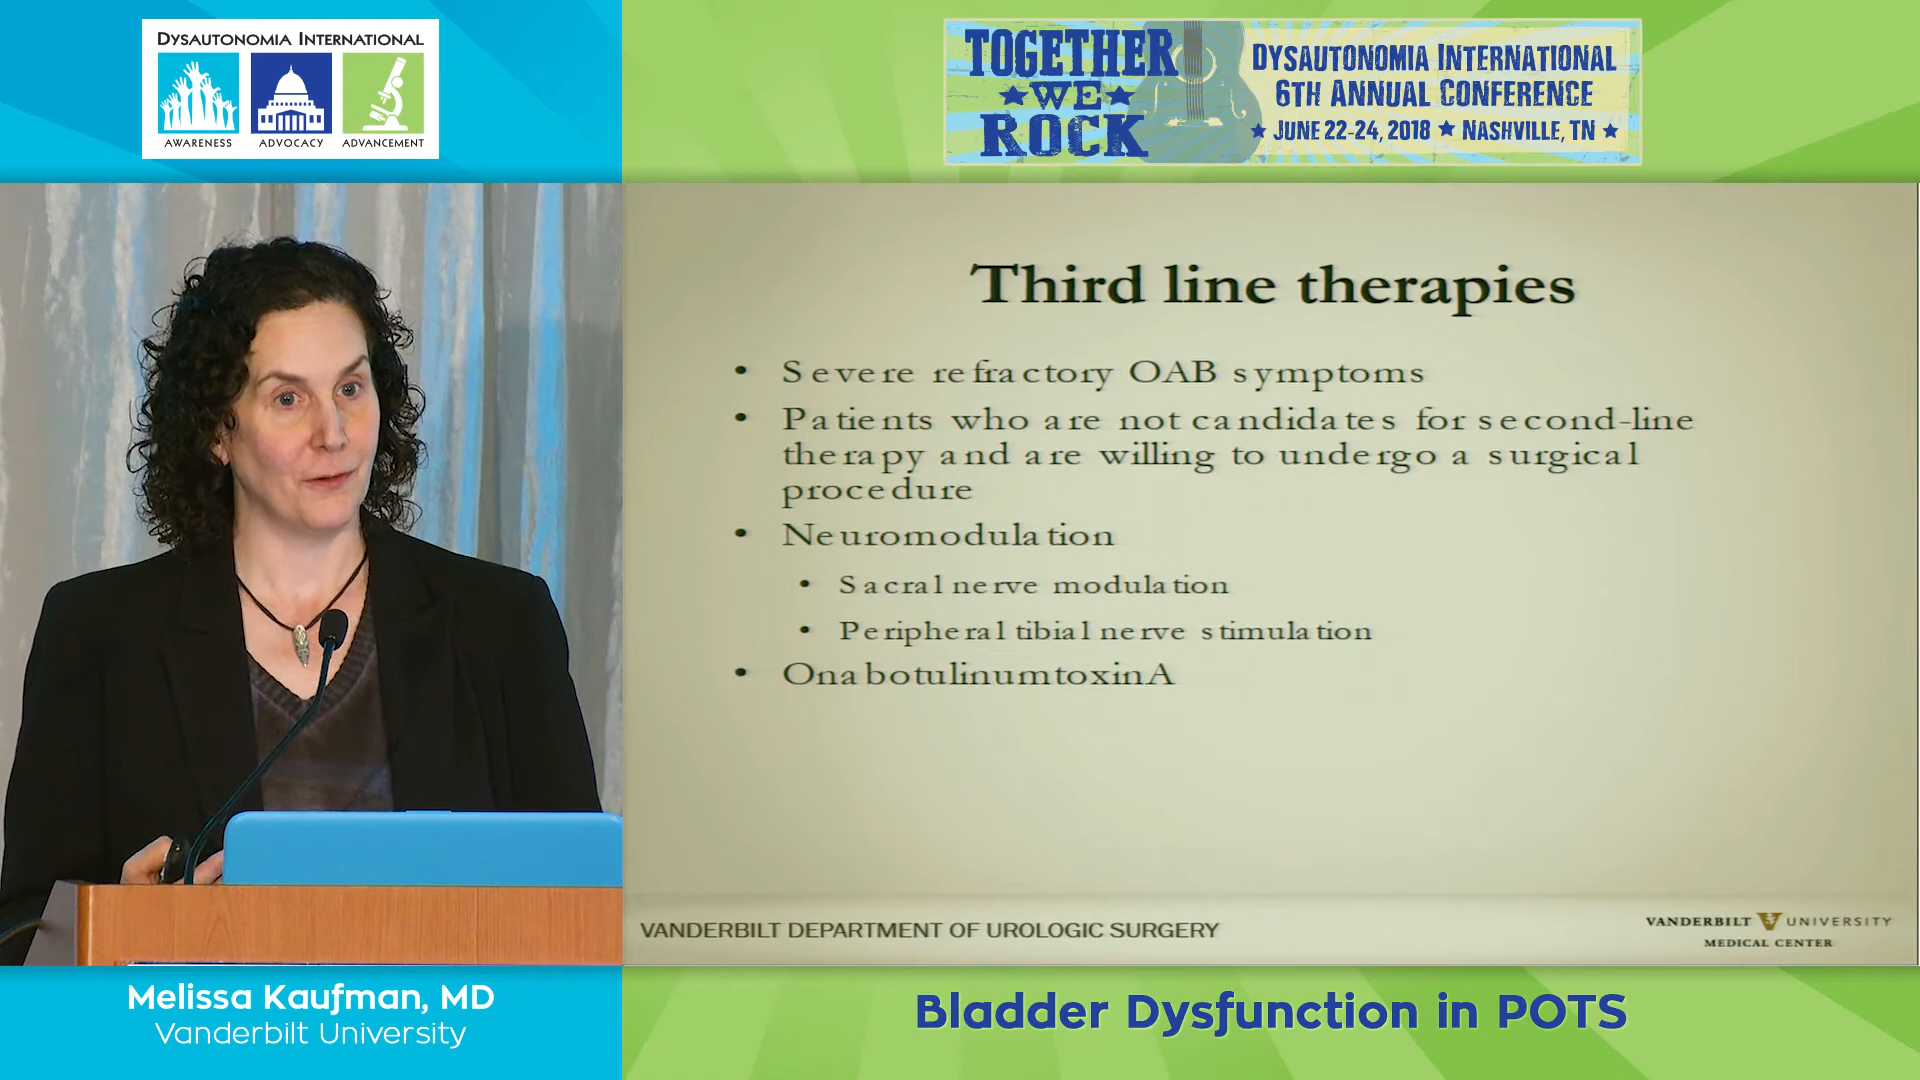 DYSAUTONOMIA INTERNATIONAL
AWARENESS ADVOCACY ADVANCEMENT
TOGETHER
WE
ROCK
DYSAUTONOMIA INTERNATIONAL
6TH ANNUAL CONFERENCE
JUNE 22-24, 2018 NASHVILLE, TN
Third line therapies
• Severe refractory OAB symptoms
• Patients who are not candidates for second-line
therapy and are willing to undergo a surgical
procedure
• Neuromodulation
• Sacral nerve modulation
• Peripheral tibial nerve stimulation
• OnabotulinumtoxinA
VANDERBILT DEPARTMENT OF UROLOGIC SURGERY
VANDERBILT V UNIVERSITY
MEDICAL CENTER
Melissa Kaufman, MD
Vanderbilt University
Bladder Dysfunction in POTS